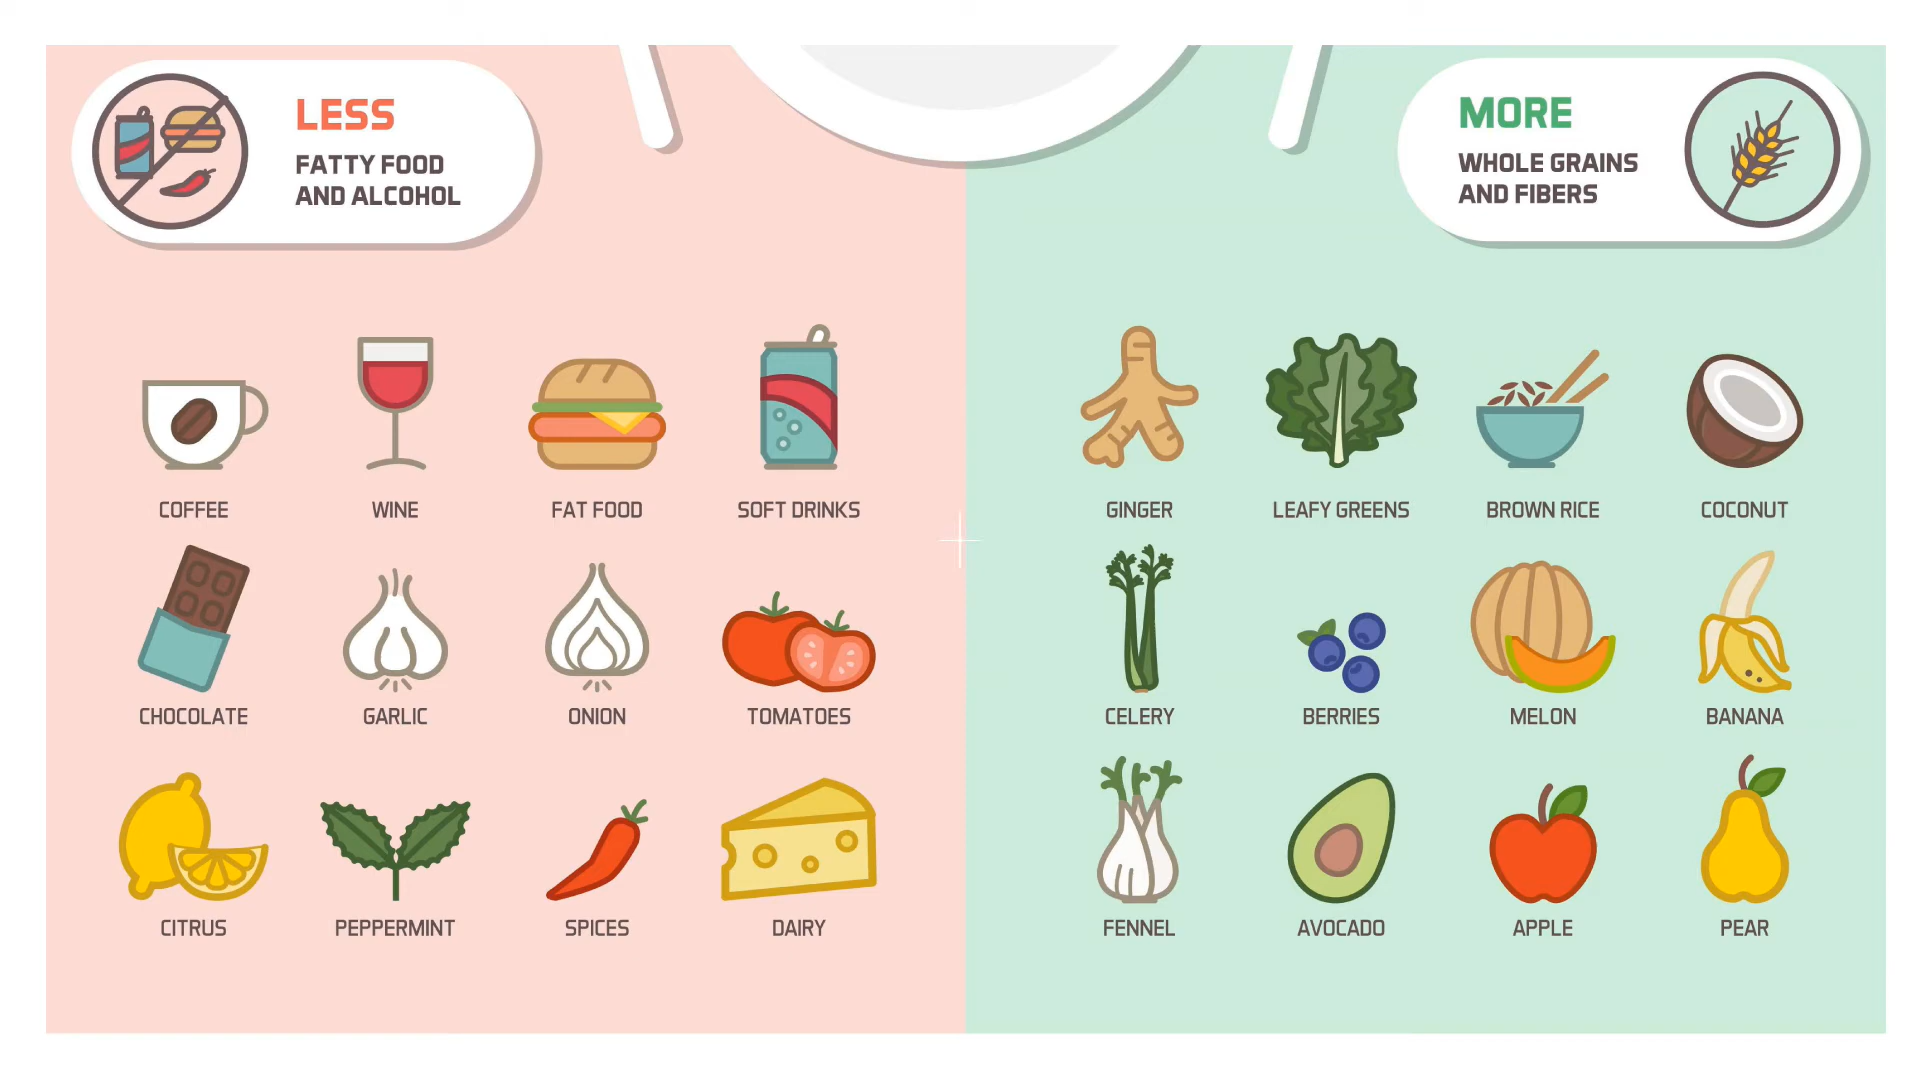 LESS
FATTY FOOD
AND ALCOHOL
MORE
WHOLE GRAINS
AND FIBERS
COFFEE
WINE
FAT FOOD
SOFT DRINKS
CHOCOLATE
GARLIC
ONION
TOMATOES
CITRUS
PEPPERMINT
SPICES
DAIRY
GINGER
LEAFY GREENS
BROWN RICE
COCONUT
CELERY
BERRIES
MELON
BANANA
FENNEL
AVOCADO
APPLE
PEAR